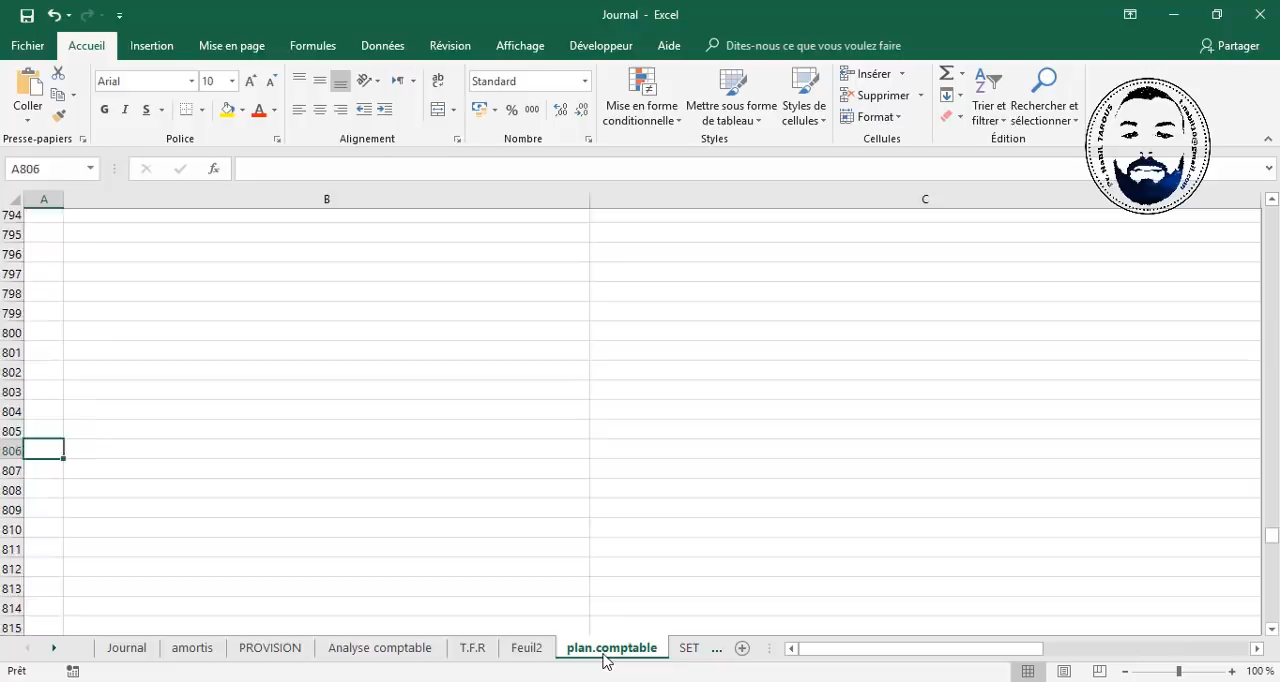 Journal - Excel
Fichier Accueil Insertion Mise en page Formules Données Révision Affichage Développeur Aide Dites-nous ce que vous voulez faire Partager
Coller
Presse-papiers
Arial 10
G I S
Police
Alignement
Standard
% 000
Nombre
Mise en forme conditionnelle
Mettre sous forme de tableau
Styles de cellules
Styles
Insérer
Supprimer
Format
Cellules
Trier et filtrer
Rechercher et sélectionner
Édition
Pr. Nabil TAFOUS
A806 fx
A B C
794
795
796
797
798
799
800
801
802
803
804
805
806
807
808
809
810
811
812
813
814
815
Journal amortis PROVISION Analyse comptable T.F.R Feuil2 plan.comptable SET ...
Prêt 100 %